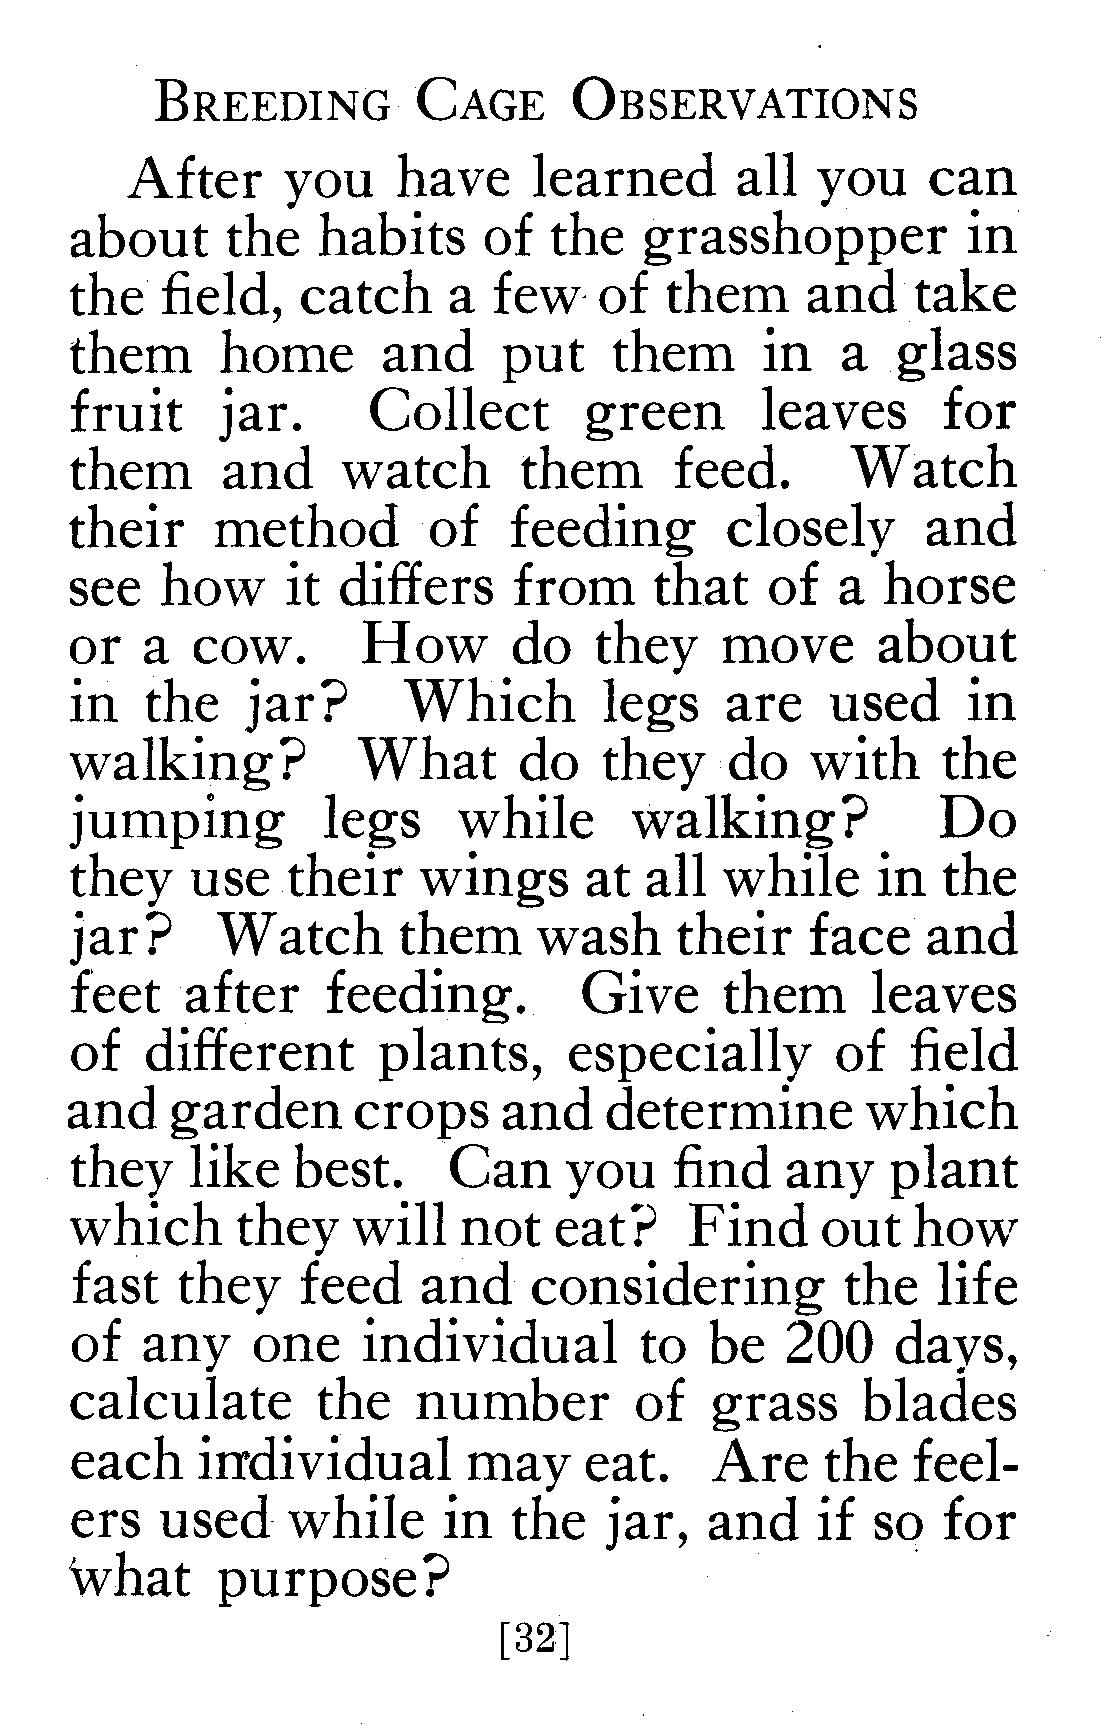 BREEDING CAGE OBSERVATIONS
After you have learned all you can
about the habits of the grasshopper in
the field, catch a few of them and take
them home and put them in a glass
fruit jar. Collect green leaves for
them and watch them feed. Watch
their method of feeding closely and
see how it differs from that of a horse
or a cow. How do they move about
in the jar? Which legs are used in
walking? What do they do with the
jumping legs while walking? Do
they use their wings at all while in the
jar? Watch them wash their face and
feet after feeding. Give them leaves
of different plants, especially of field
and garden crops and determine which
they like best. Can you find any plant
which they will not eat? Find out how
fast they feed and considering the life
of any one individual to be 200 days,
calculate the number of grass blades
each individual may eat. Are the feel-
ers used while in the jar, and if so for
what purpose?
[32]